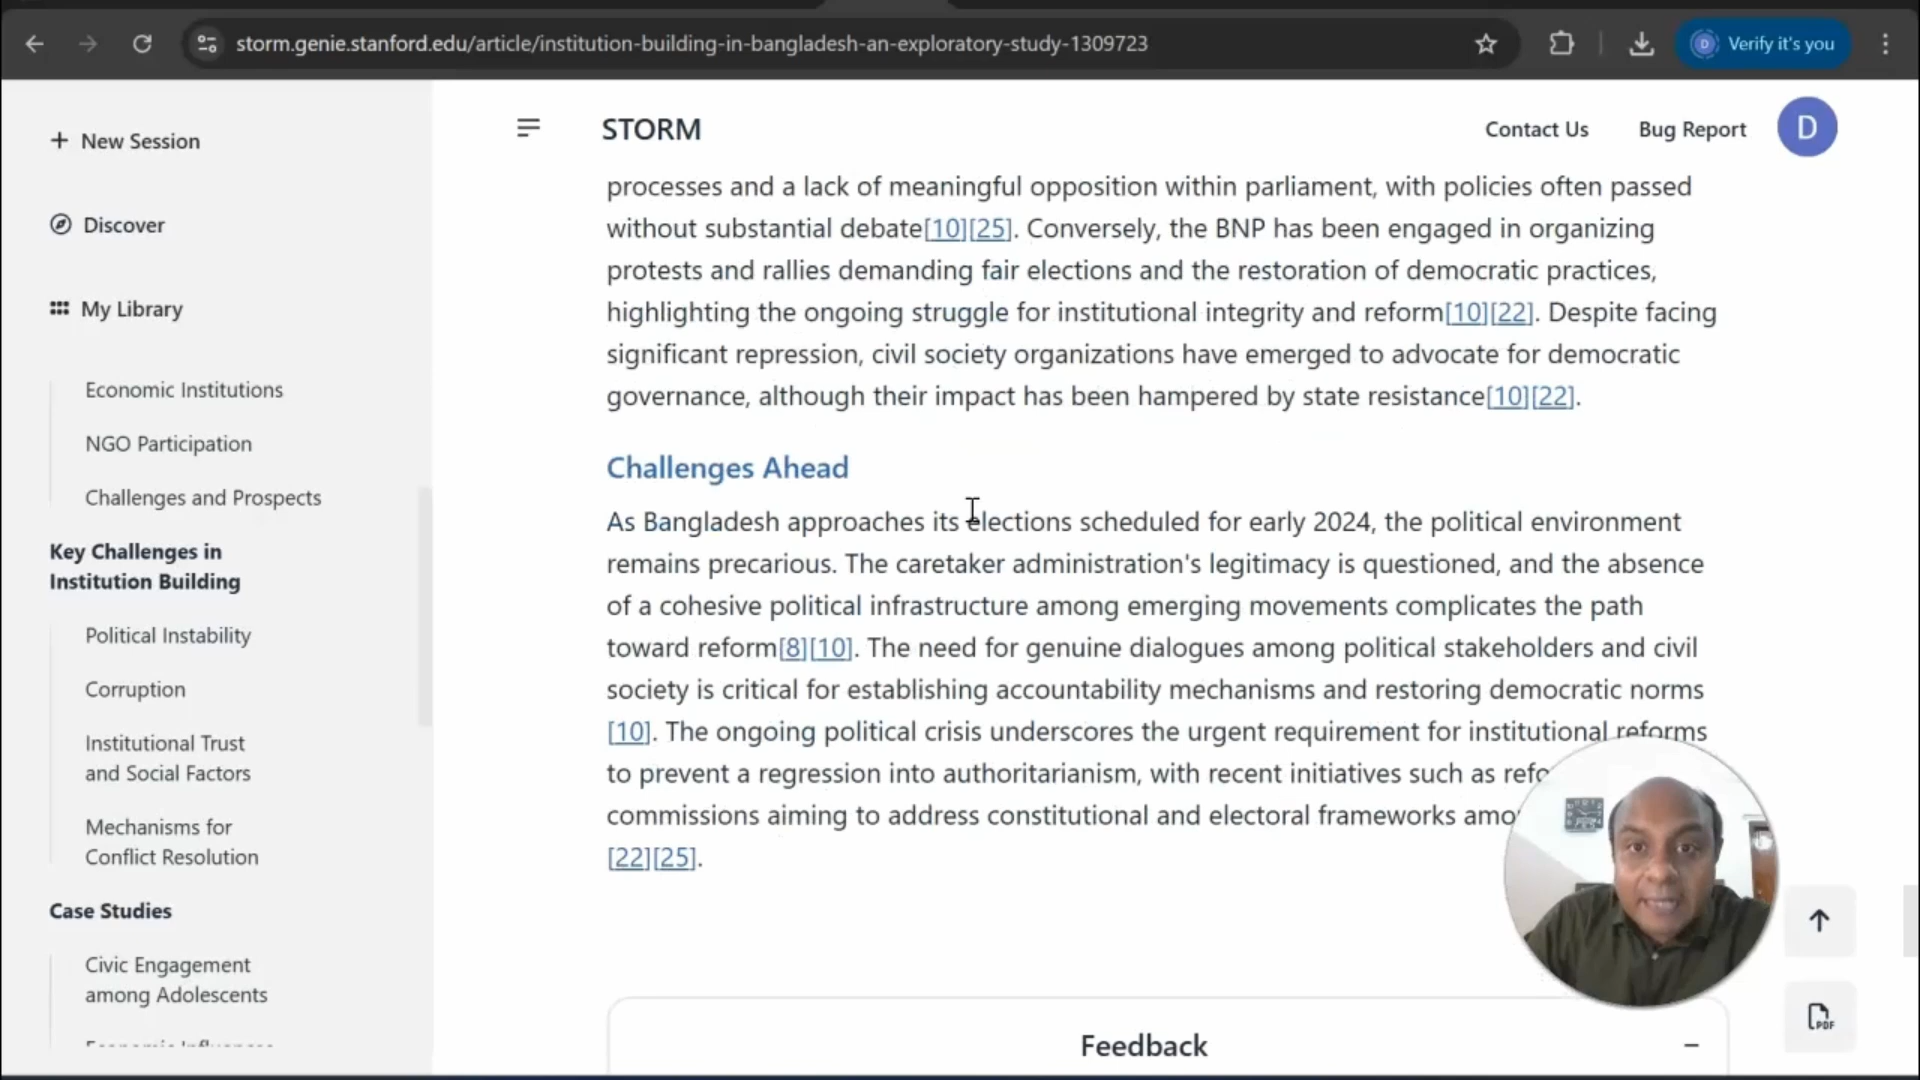 storm.genie.stanford.edu/article/institution-building-in-bangladesh-an-exploratory-study-1309723
D
Verify it's you
+ New Session
Discover
My Library
Economic Institutions
NGO Participation
Challenges and Prospects
Key Challenges in
Institution Building
Political Instability
Corruption
Institutional Trust
and Social Factors
Mechanisms for
Conflict Resolution
Case Studies
Civic Engagement
among Adolescents
STORM
Contact Us
Bug Report
D
processes and a lack of meaningful opposition within parliament, with policies often passed
without substantial debate[10][25]. Conversely, the BNP has been engaged in organizing
protests and rallies demanding fair elections and the restoration of democratic practices,
highlighting the ongoing struggle for institutional integrity and reform[10][22]. Despite facing
significant repression, civil society organizations have emerged to advocate for democratic
governance, although their impact has been hampered by state resistance[10][22].
Challenges Ahead
As Bangladesh approaches its elections scheduled for early 2024, the political environment
remains precarious. The caretaker administration's legitimacy is questioned, and the absence
of a cohesive political infrastructure among emerging movements complicates the path
toward reform[8][10]. The need for genuine dialogues among political stakeholders and civil
society is critical for establishing accountability mechanisms and restoring democratic norms
[10]. The ongoing political crisis underscores the urgent requirement for institutional reforms
to prevent a regression into authoritarianism, with recent initiatives such as
commissions aiming to address constitutional and electoral frameworks
[22][25].
PDF
Feedback